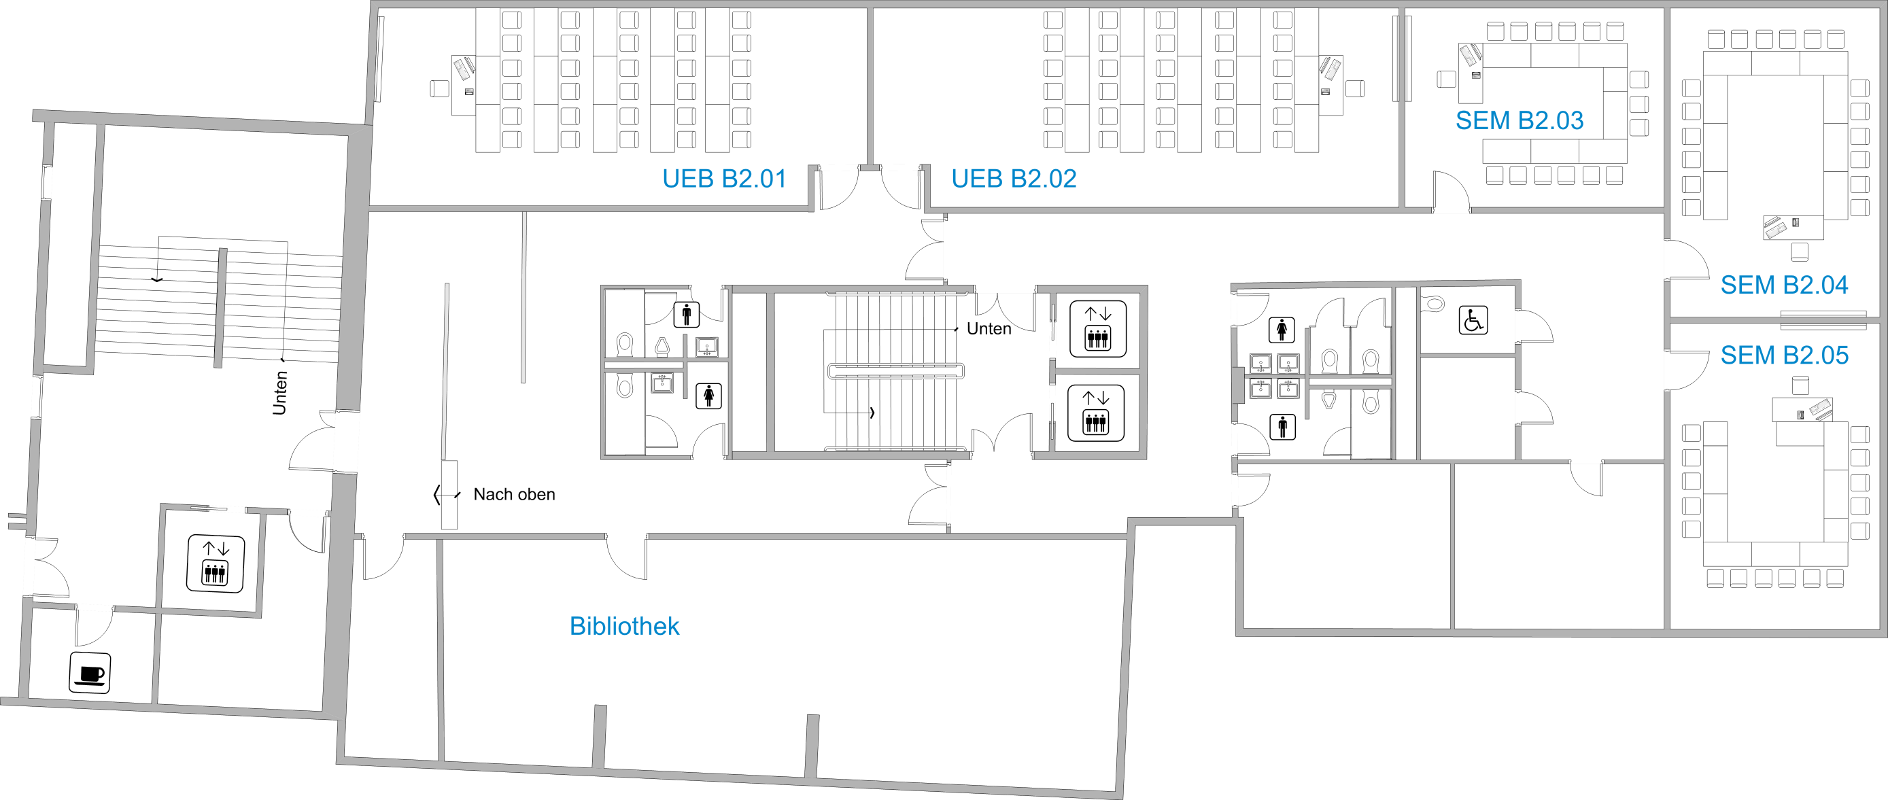 SEM B2.03
UEB B2.01
UEB B2.02
SEM B2.04
Unten
SEM B2.05
Unten
Nach oben
Bibliothek